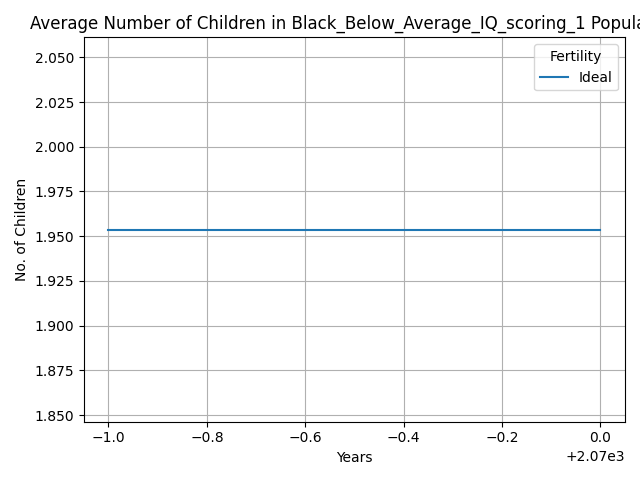 Average Number of Children in Black_Below_Average_IQ_scoring_1 Popula
Fertility
Ideal
2.050
2.025
2.000
1.975
1.950
1.925
1.900
1.875
1.850
No. of Children
−1.0 −0.8 −0.6 −0.4 −0.2 0.0
+2.07e3
Years